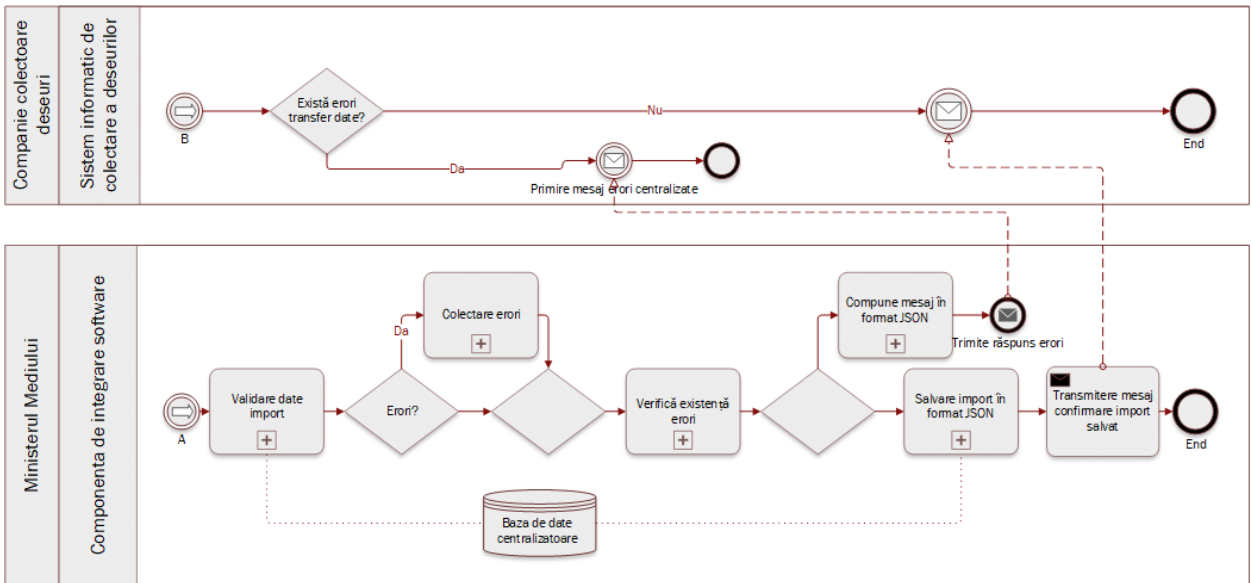 Companie colectoare
deseuri
Sistem informatic de
colectare a deseurilor
B
Există erori
transfer date?
Nu
Da
Primire mesaj erori centralizate
End
Ministerul Mediului
Componenta de integrare software
A
Validare date
import
Erori?
Da
Colectare erori
Verifică existență
erori
Compune mesaj în
format JSON
Trimite răspuns erori
Salvare import în
format JSON
Transmitere mesaj
confirmare import
salvat
End
Baza de date
centralizatoare